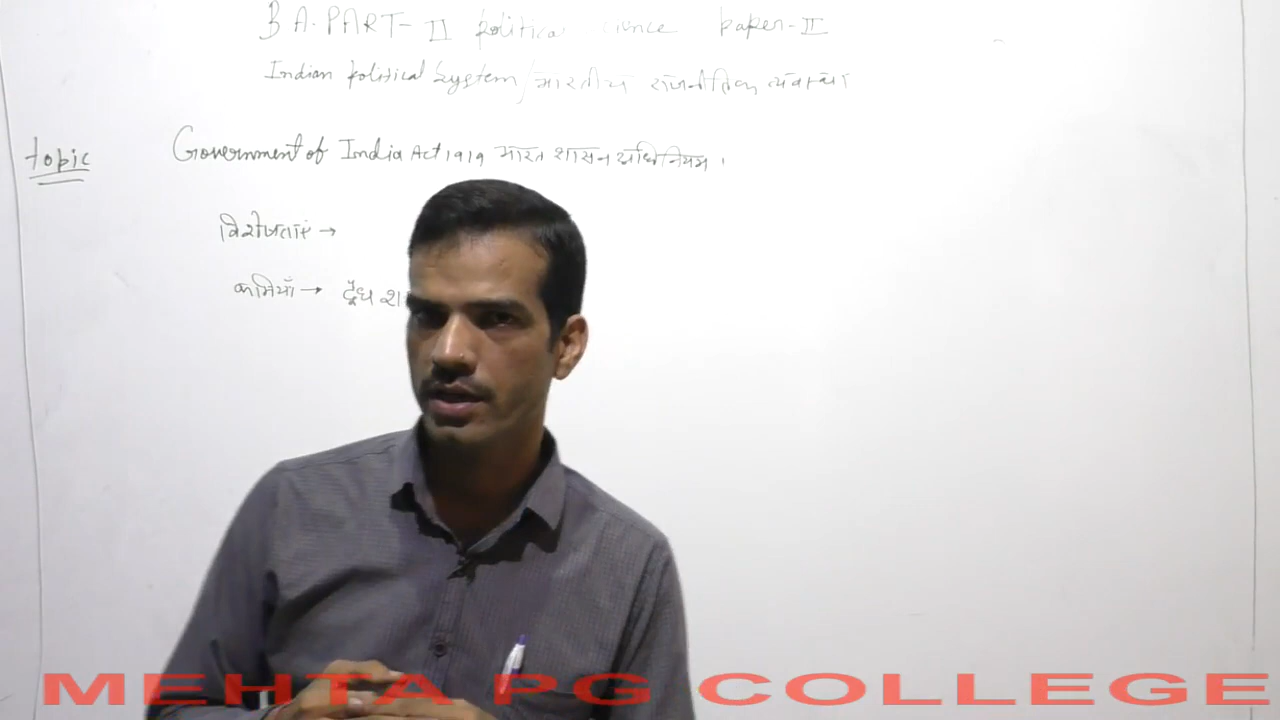 B A. PART- II political science paper-II
Indian political System / भारतीय राजनीतिक व्यवस्था
topic Government of India Act 1919 भारत शासन अधिनियम ।
विशेषताएं →
कमियाँ → द्वैध
MEHTA PG COLLEGE